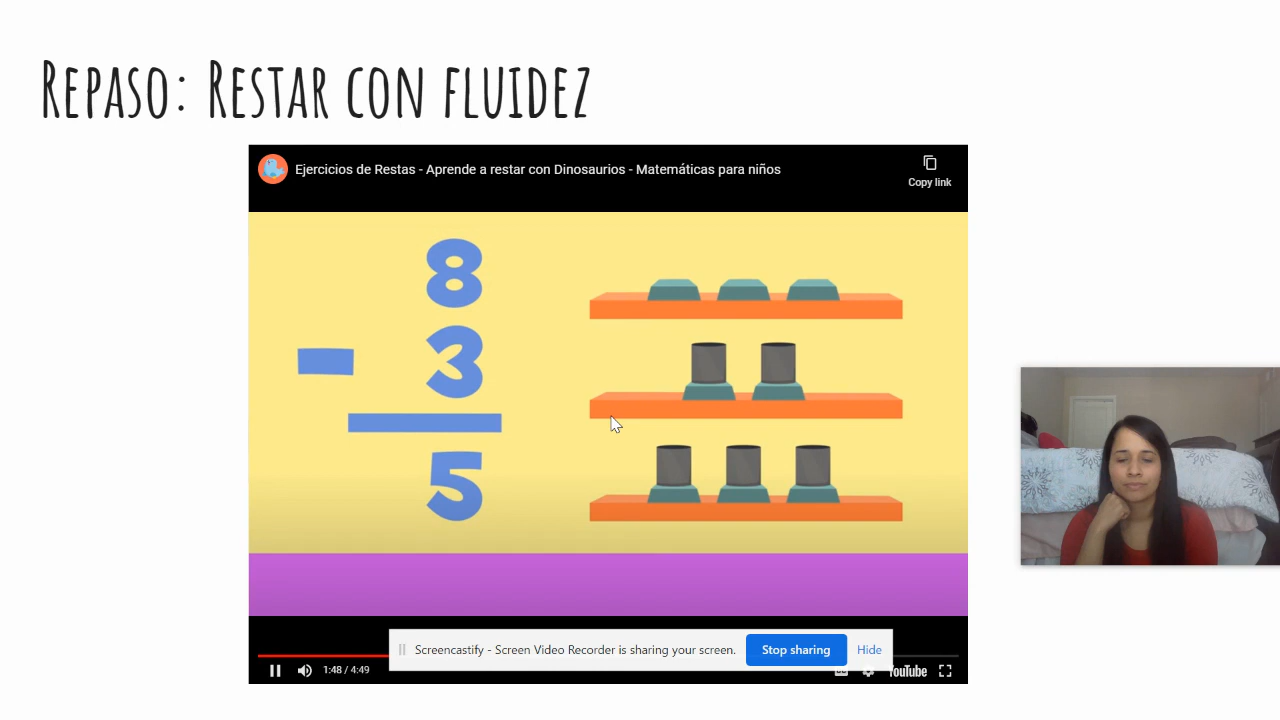 Repaso: Restar con fluidez
Ejercicios de Restas - Aprende a restar con Dinosaurios - Matemáticas para niños
Copy link
8
- 3
5
Screencastify - Screen Video Recorder is sharing your screen.
Stop sharing
Hide
1:48 / 4:49
YouTube